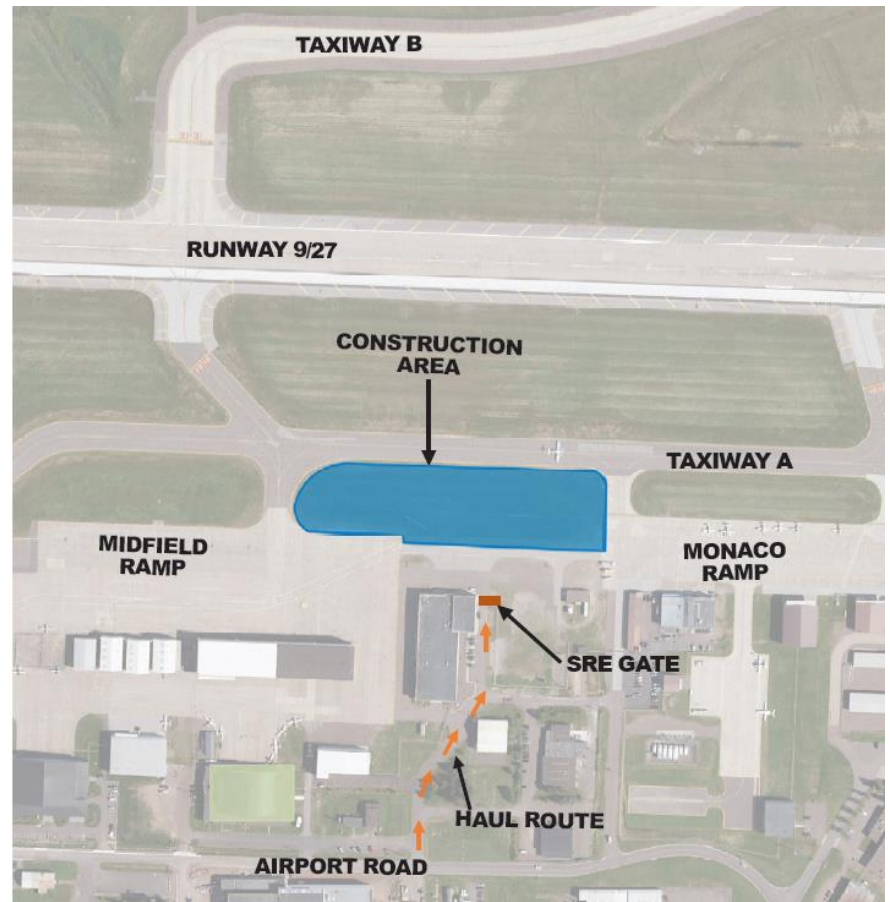 TAXIWAY B
RUNWAY 9/27
CONSTRUCTION
AREA
TAXIWAY A
MIDFIELD
RAMP
MONACO
RAMP
SRE GATE
HAUL ROUTE
AIRPORT ROAD